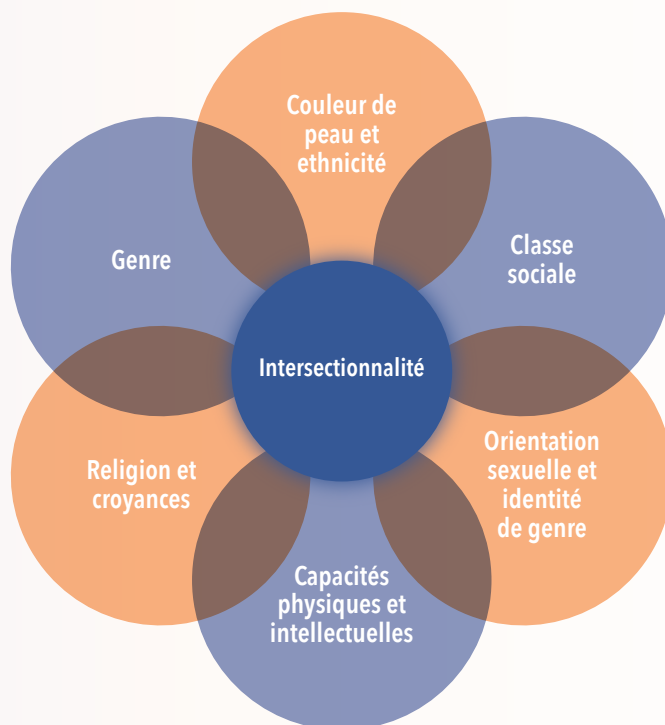 Couleur de
peau et
ethnicité
Genre
Classe
sociale
Intersectionnalité
Religion et
croyances
Orientation
sexuelle et
identité
de genre
Capacités
physiques et
intellectuelles